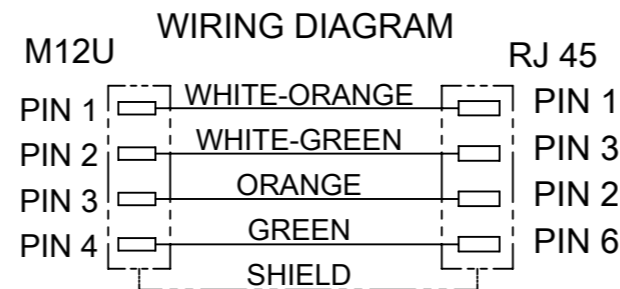 WIRING DIAGRAM
M12U
RJ 45
PIN 1 WHITE-ORANGE PIN 1
PIN 2 WHITE-GREEN PIN 3
PIN 3 ORANGE PIN 2
PIN 4 GREEN PIN 6
SHIELD